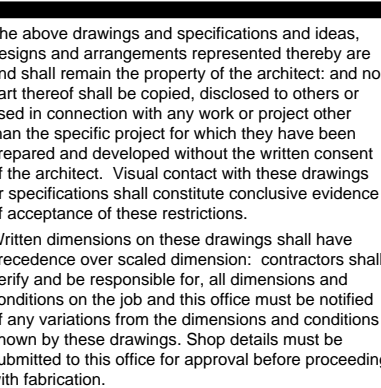 he above drawings and specifications and ideas,
esigns and arrangements represented thereby are
nd shall remain the property of the architect: and no
art thereof shall be copied, disclosed to others or
sed in connection with any work or project other
han the specific project for which they have been
repared and developed without the written consent
f the architect.  Visual contact with these drawings
r specifications shall constitute conclusive evidence
f acceptance of these restrictions.
Written dimensions on these drawings shall have
recedence over scaled dimension:  contractors shall
erify and be responsible for, all dimensions and
onditions on the job and this office must be notified
f any variations from the dimensions and conditions
hown by these drawings. Shop details must be
ubmitted to this office for approval before proceeding
with fabrication.